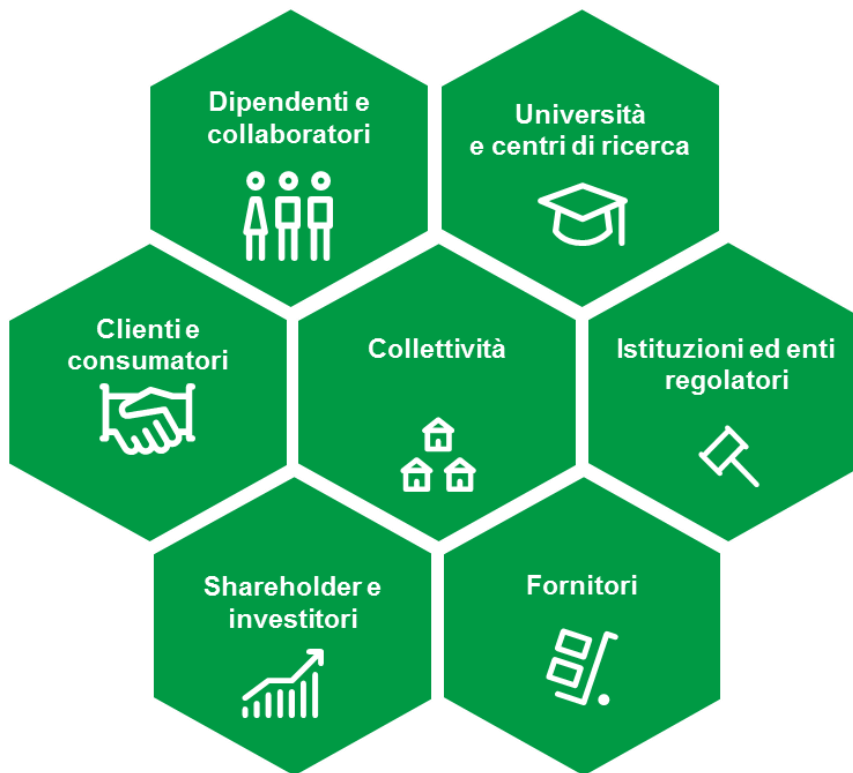 Dipendenti e
collaboratori
Università
e centri di ricerca
Clienti e
consumatori
Collettività
Istituzioni ed enti
regolatori
Shareholder e
investitori
Fornitori